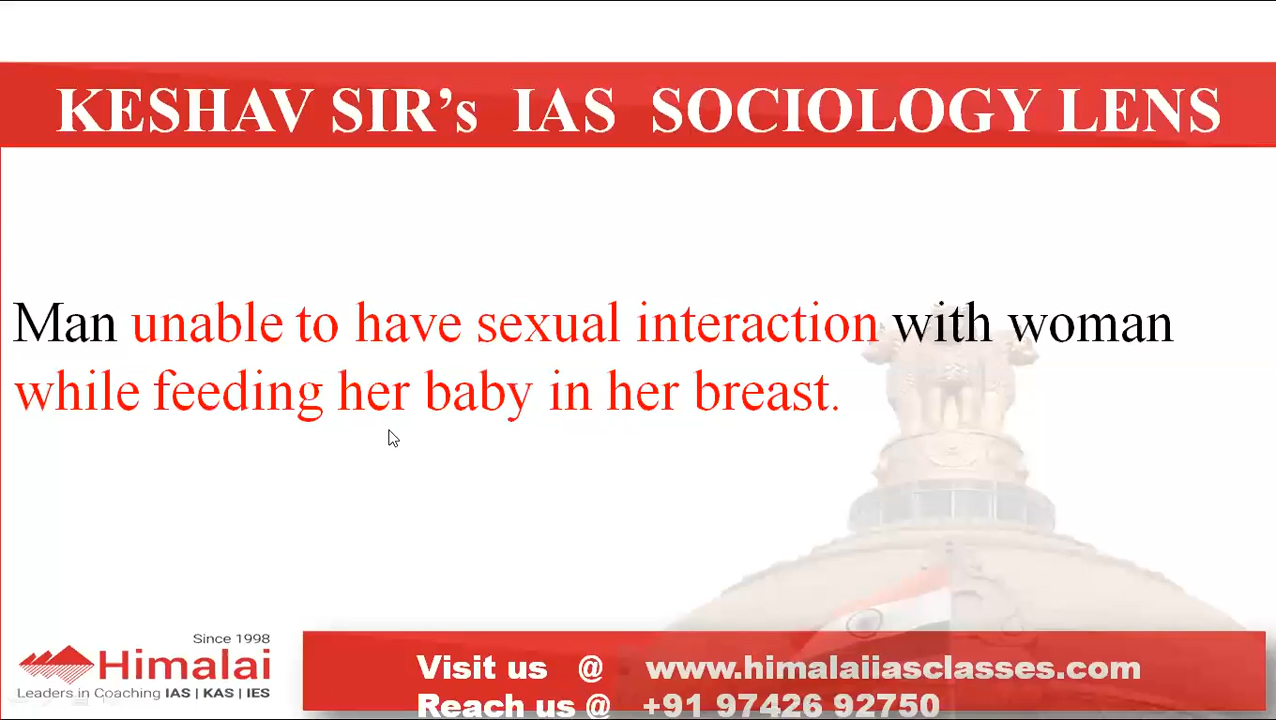 KESHAV SIR's IAS SOCIOLOGY LENS
Man unable to have sexual interaction with woman
while feeding her baby in her breast.
Since 1998
Himalai
Leaders in Coaching IAS | KAS | IES
Visit us @ www.himalaiiasclasses.com
Reach us @ +91 97426 92750